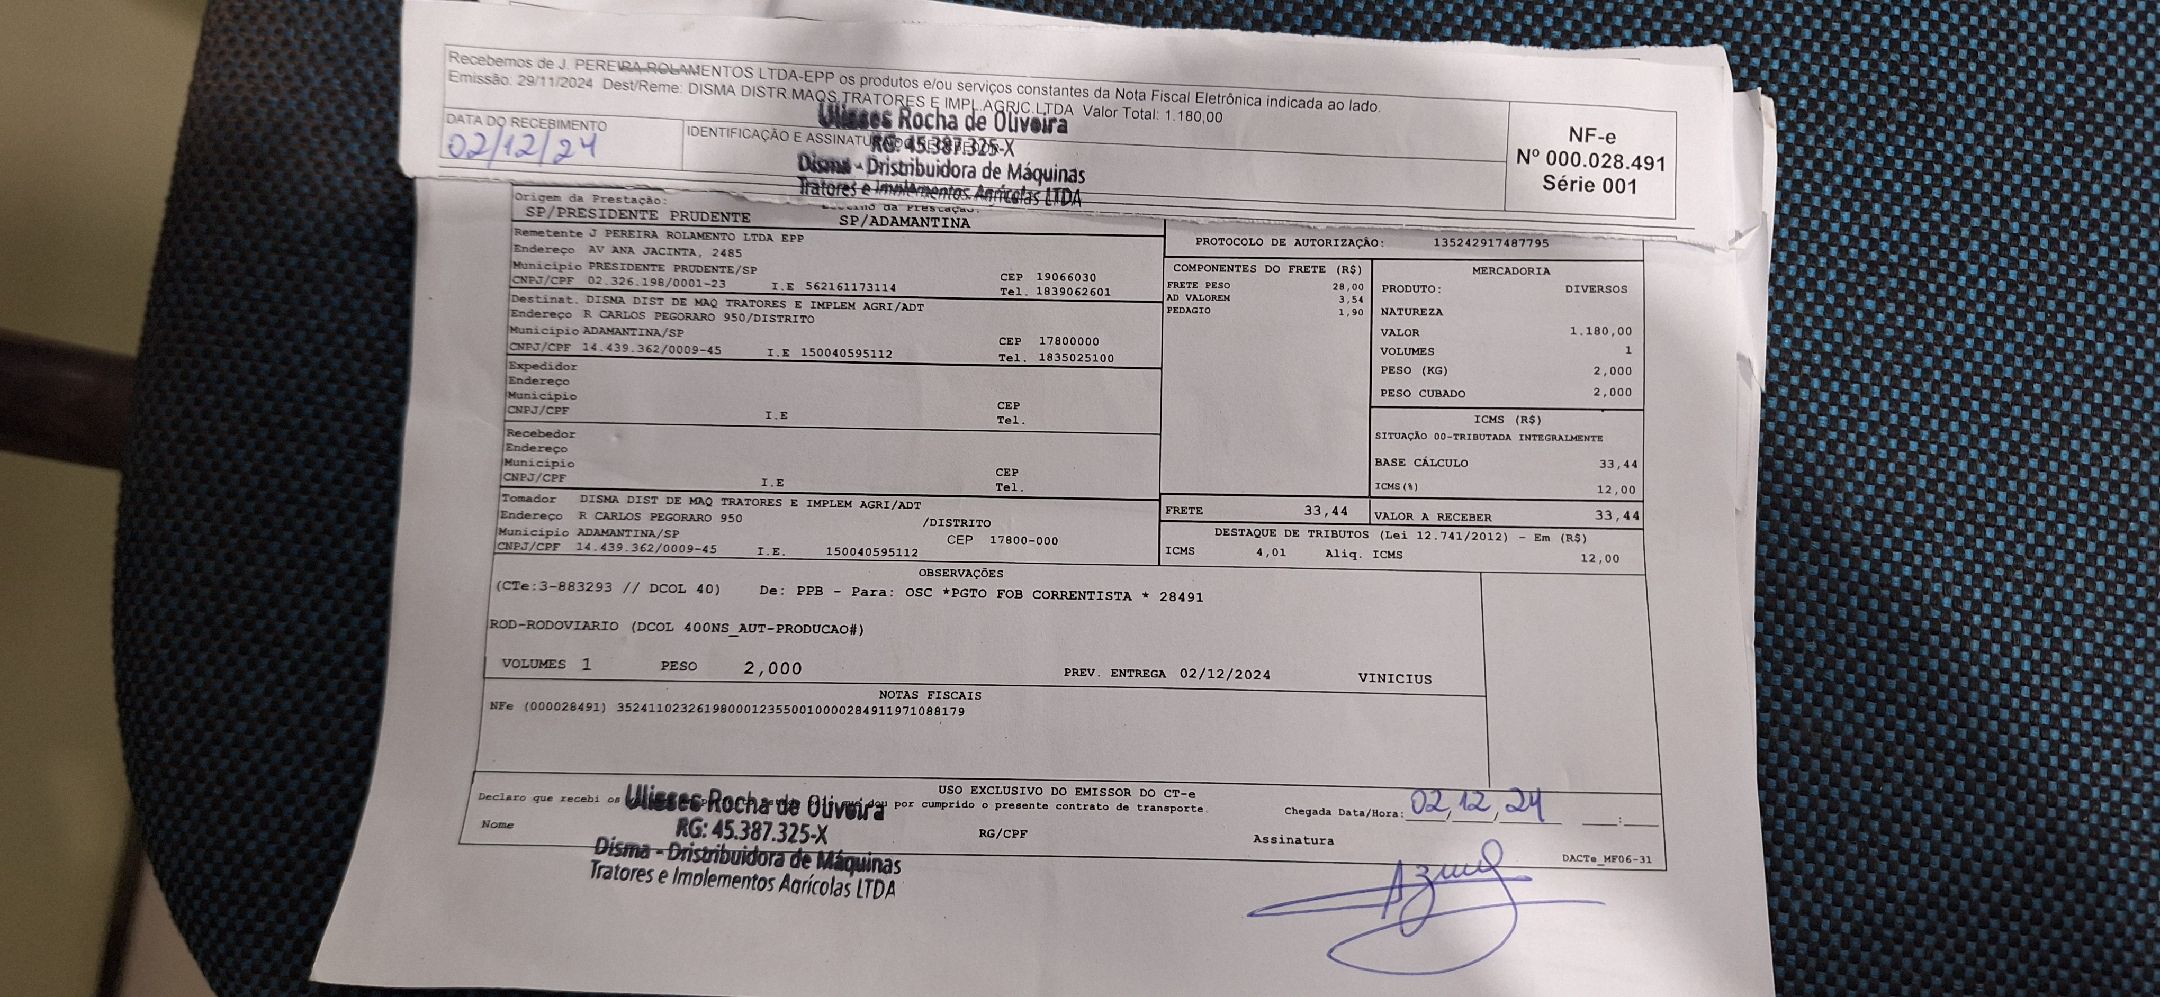 Recebemos de J. PEREIRA ROLAMENTOS LTDA-EPP os produtos e/ou serviços constantes da Nota Fiscal Eletrônica indicada ao lado.
Emissão: 29/11/2024 Dest/Reme: DISMA DISTR.MAQS.TRATORES E IMPL.AGRIC.LTDA Valor Total: 1.180,00
DATA DO RECEBIMENTO
02/12/24
IDENTIFICAÇÃO E ASSINATU
Ulisses Rocha de Oliveira
RG: 45.387.325-X
Disma - Dristribuidora de Máquinas
Tratores e Implementos Agrícolas LTDA
NF-e
Nº 000.028.491
Série 001
Origem da Prestação:
SP/PRESIDENTE PRUDENTE
da Prestação:
SP/ADAMANTINA
Remetente J PEREIRA ROLAMENTO LTDA EPP
Endereço AV ANA JACINTA, 2485
Município PRESIDENTE PRUDENTE/SP CEP 19066030
CNPJ/CPF 02.326.198/0001-23 I.E 562161173114 Tel. 1839062601
Destinat. DISMA DIST DE MAQ TRATORES E IMPLEM AGRI/ADT
Endereço R CARLOS PEGORARO 950/DISTRITO
Município ADAMANTINA/SP CEP 17800000
CNPJ/CPF 14.439.362/0009-45 I.E 150040595112 Tel. 1835025100
Expedidor
Endereço
Município CEP
CNPJ/CPF I.E Tel.
Recebedor
Endereço
Município CEP
CNPJ/CPF I.E Tel.
Tomador DISMA DIST DE MAQ TRATORES E IMPLEM AGRI/ADT
Endereço R CARLOS PEGORARO 950 /DISTRITO
Município ADAMANTINA/SP CEP 17800-000
CNPJ/CPF 14.439.362/0009-45 I.E. 150040595112
PROTOCOLO DE AUTORIZAÇÃO: 135242917487795
COMPONENTES DO FRETE (R$)
FRETE PESO 28,00
AD VALOREM 3,54
PEDAGIO 1,90
FRETE 33,44
MERCADORIA
PRODUTO: DIVERSOS
NATUREZA
VALOR 1.180,00
VOLUMES 1
PESO (KG) 2,000
PESO CUBADO 2,000
ICMS (R$)
SITUAÇÃO 00-TRIBUTADA INTEGRALMENTE
BASE CÁLCULO 33,44
ICMS(%) 12,00
VALOR A RECEBER 33,44
DESTAQUE DE TRIBUTOS (Lei 12.741/2012) - Em (R$)
ICMS 4,01 Aliq. ICMS 12,00
OBSERVAÇÕES
(CTe:3-883293 // DCOL 40) De: PPB - Para: OSC *PGTO FOB CORRENTISTA * 28491
ROD-RODOVIARIO (DCOL 400NS_AUT-PRODUCAO#)
VOLUMES 1 PESO 2,000 PREV. ENTREGA 02/12/2024 VINICIUS
NOTAS FISCAIS
NFe (000028491) 35241102326198000123550010000284911971088179
USO EXCLUSIVO DO EMISSOR DO CT-e
Declaro que recebi os por cumprido o presente contrato de transporte.
Chegada Data/Hora: 02/12/24 __:__
Nome RG/CPF Assinatura
Ulisses Rocha de Oliveira
RG: 45.387.325-X
Disma - Dristribuidora de Máquinas
Tratores e Implementos Agrícolas LTDA
DACTe_MF06-31